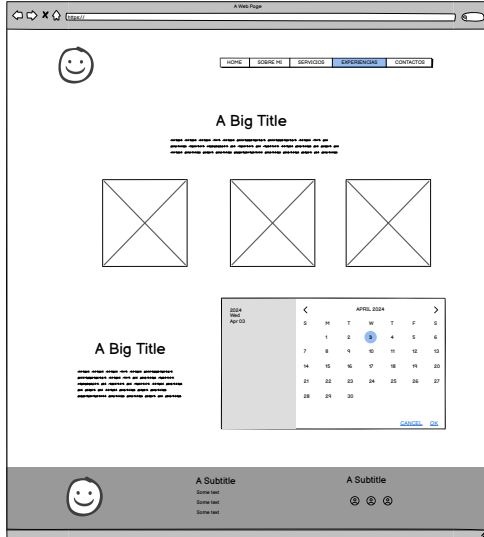 A Web Page
https://
HOME SOBRE MI SERVICIOS EXPERIENCIAS CONTACTOS
A Big Title
2024
Wed
Apr 03
APRIL 2024
S M T W T F S
1 2 3 4 5 6
7 8 9 10 11 12 13
14 15 16 17 18 19 20
21 22 23 24 25 26 27
28 29 30
CANCEL OK
A Big Title
A Subtitle
Some text
Some text
Some text
A Subtitle